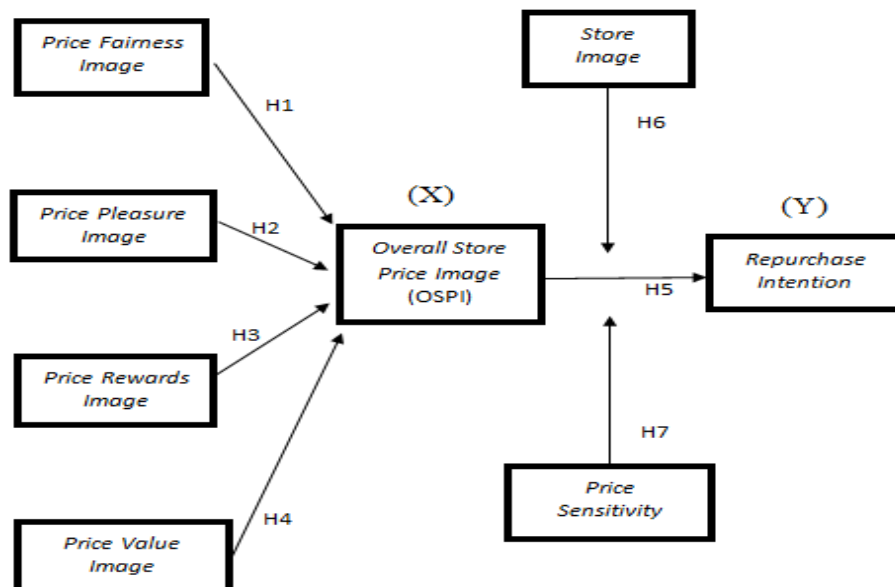 Price Fairness
Image
H1
Store
Image
H6
Price Pleasure
Image
H2
(X)
Overall Store
Price Image
(OSPI)
(Y)
Repurchase
Intention
H5
H3
Price Rewards
Image
H7
Price
Sensitivity
H4
Price Value
Image